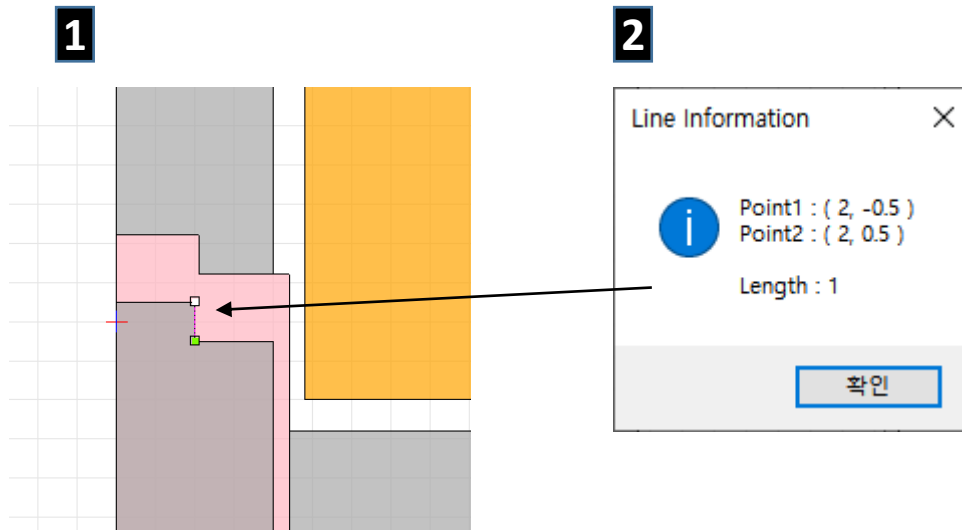 1
2
Line Information
Point1 : ( 2, -0.5 )
Point2 : ( 2, 0.5 )
Length : 1
확인